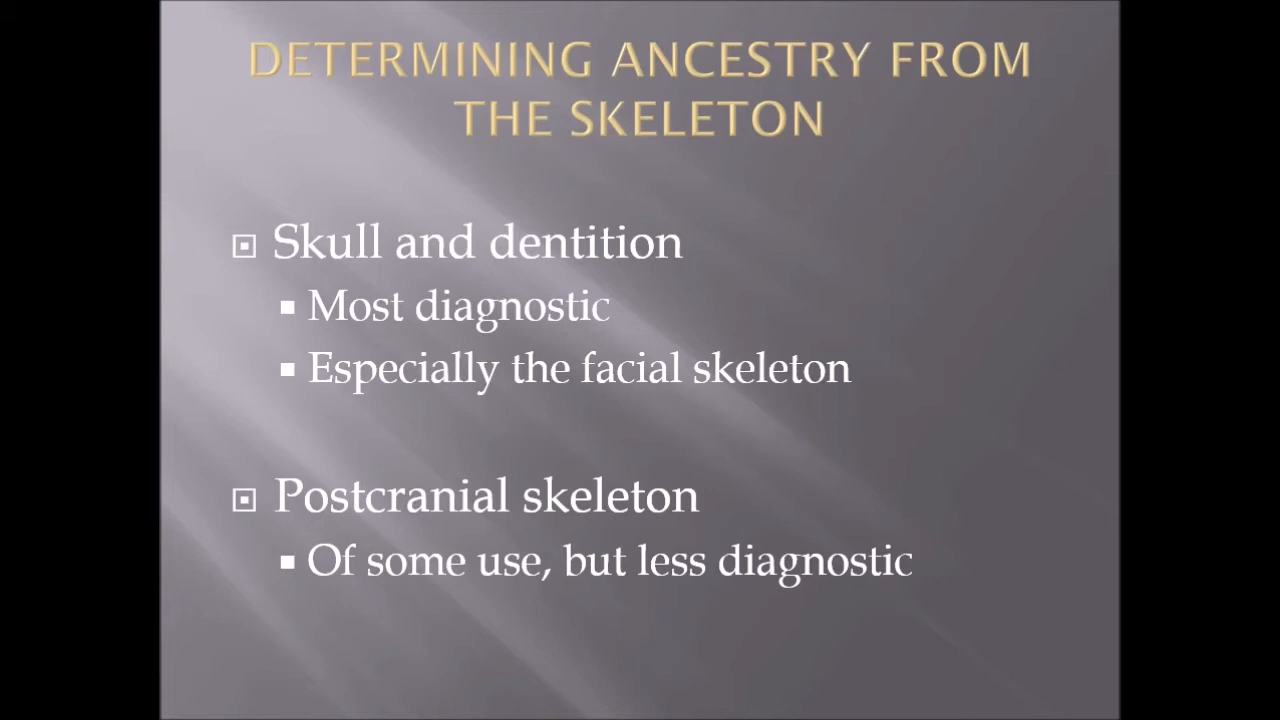 DETERMINING ANCESTRY FROM
THE SKELETON
Skull and dentition
Most diagnostic
Especially the facial skeleton
Postcranial skeleton
Of some use, but less diagnostic